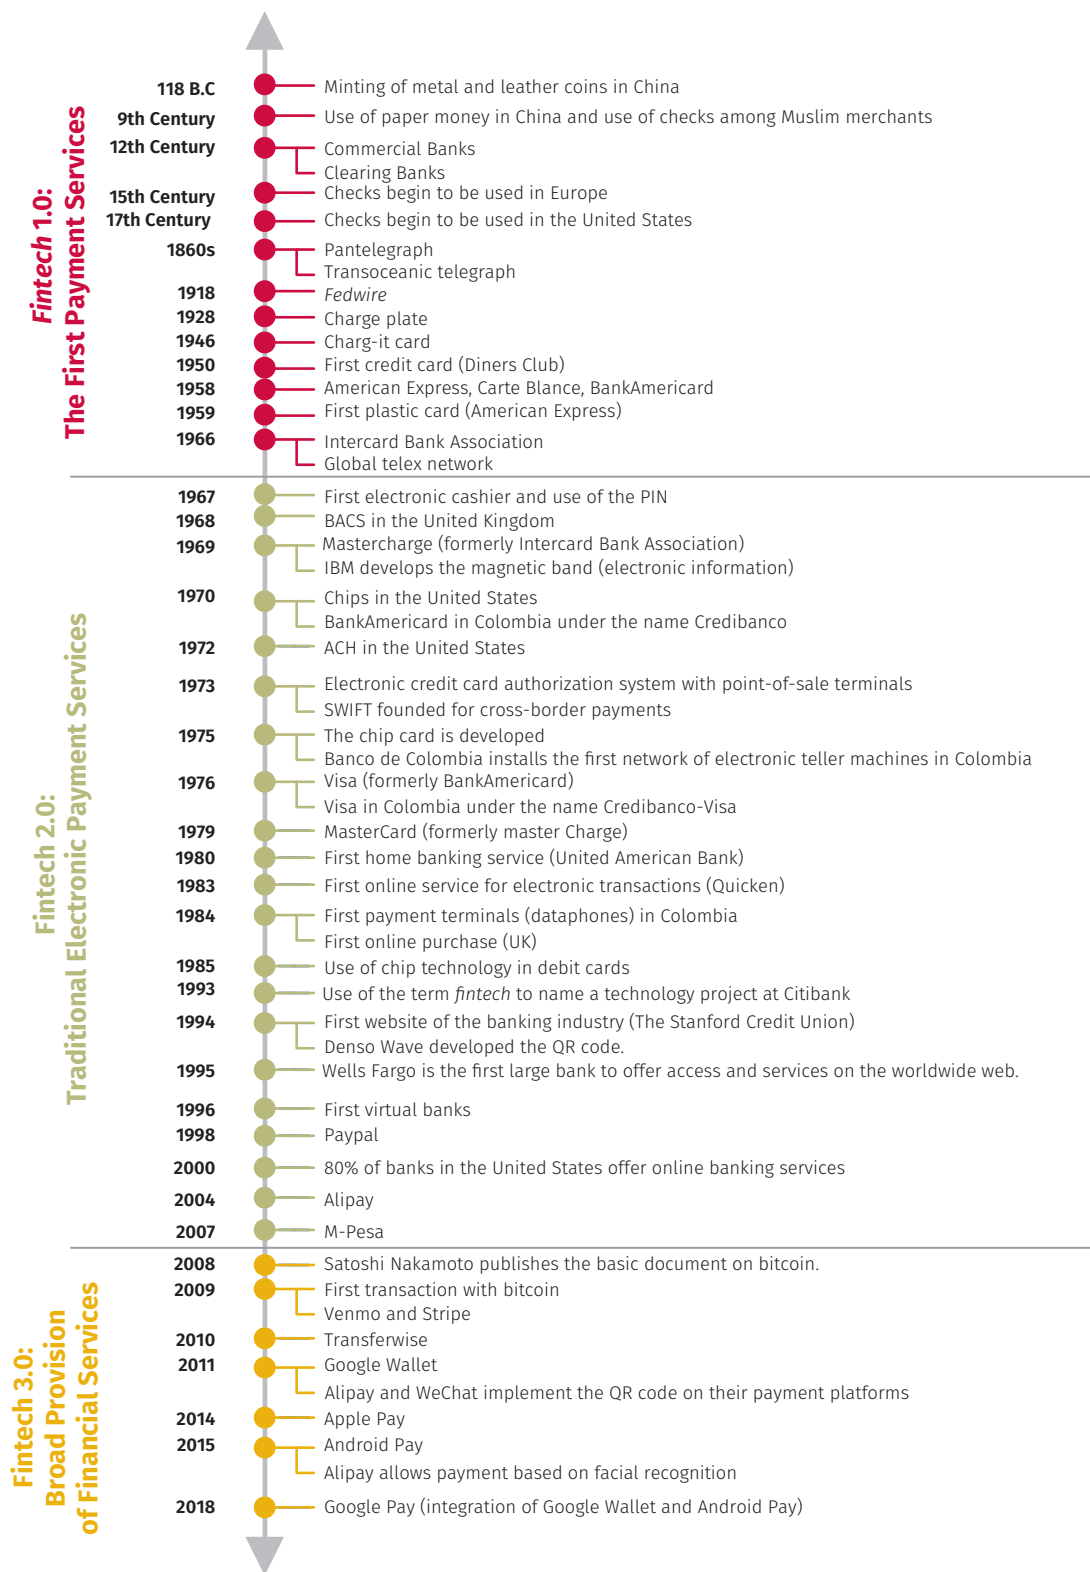 Fintech 1.0:
The First Payment Services
118 B.C
Minting of metal and leather coins in China
9th Century
Use of paper money in China and use of checks among Muslim merchants
12th Century
Commercial Banks
Clearing Banks
15th Century
Checks begin to be used in Europe
17th Century
Checks begin to be used in the United States
1860s
Pantelegraph
Transoceanic telegraph
1918
Fedwire
1928
Charge plate
1946
Charg-it card
1950
First credit card (Diners Club)
1958
American Express, Carte Blance, BankAmericard
1959
First plastic card (American Express)
1966
Intercard Bank Association
Global telex network
Fintech 2.0:
Traditional Electronic Payment Services
1967
First electronic cashier and use of the PIN
1968
BACS in the United Kingdom
1969
Mastercharge (formerly Intercard Bank Association)
IBM develops the magnetic band (electronic information)
1970
Chips in the United States
BankAmericard in Colombia under the name Credibanco
1972
ACH in the United States
1973
Electronic credit card authorization system with point-of-sale terminals
SWIFT founded for cross-border payments
1975
The chip card is developed
Banco de Colombia installs the first network of electronic teller machines in Colombia
1976
Visa (formerly BankAmericard)
Visa in Colombia under the name Credibanco-Visa
1979
MasterCard (formerly master Charge)
1980
First home banking service (United American Bank)
1983
First online service for electronic transactions (Quicken)
1984
First payment terminals (dataphones) in Colombia
First online purchase (UK)
1985
Use of chip technology in debit cards
1993
Use of the term fintech to name a technology project at Citibank
1994
First website of the banking industry (The Stanford Credit Union)
Denso Wave developed the QR code.
1995
Wells Fargo is the first large bank to offer access and services on the worldwide web.
1996
First virtual banks
1998
Paypal
2000
80% of banks in the United States offer online banking services
2004
Alipay
2007
M-Pesa
Fintech 3.0:
Broad Provision
of Financial Services
2008
Satoshi Nakamoto publishes the basic document on bitcoin.
2009
First transaction with bitcoin
Venmo and Stripe
2010
Transferwise
2011
Google Wallet
Alipay and WeChat implement the QR code on their payment platforms
2014
Apple Pay
2015
Android Pay
Alipay allows payment based on facial recognition
2018
Google Pay (integration of Google Wallet and Android Pay)